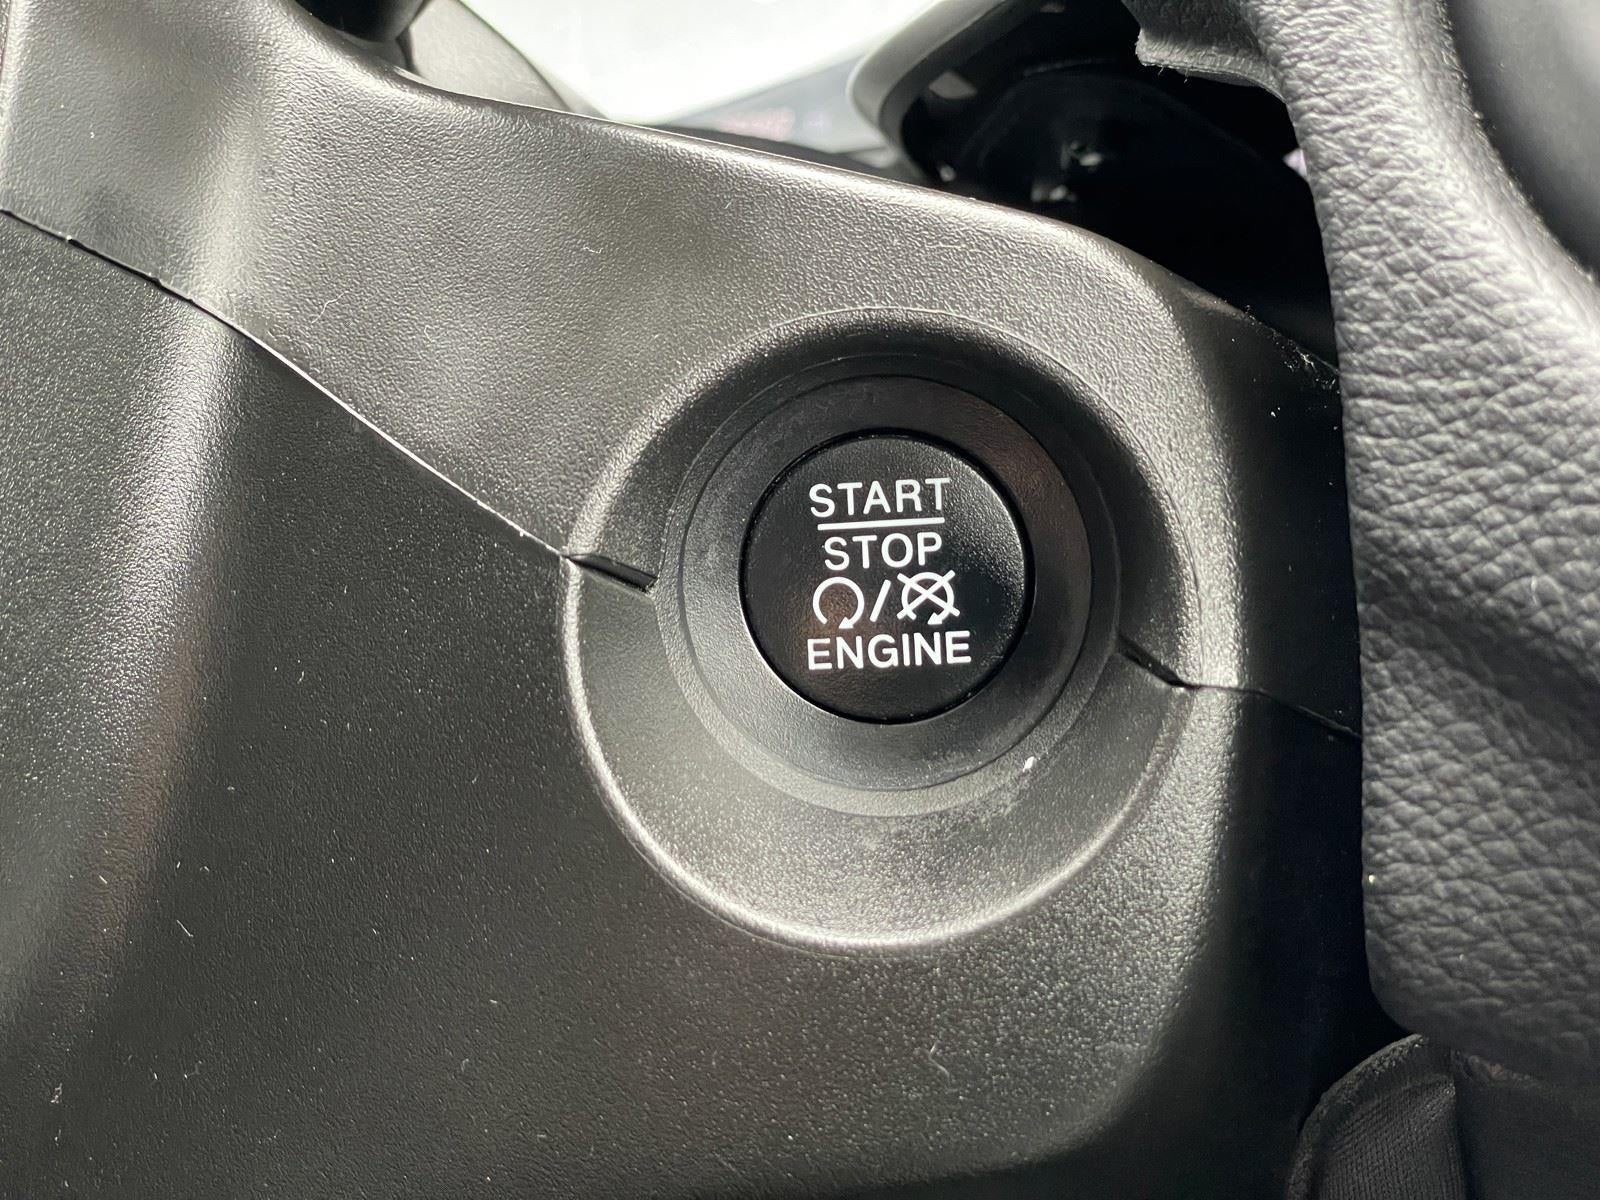 START
STOP
/
ENGINE